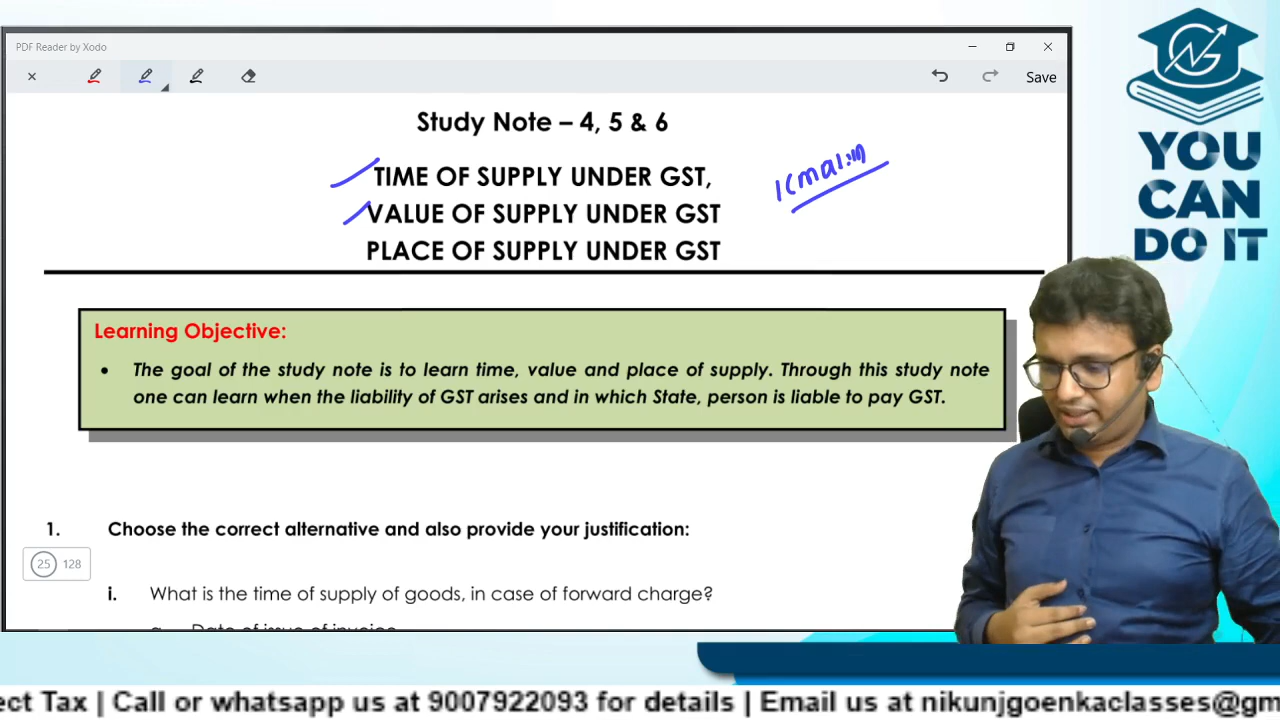 PDF Reader by Xodo
Save
Study Note – 4, 5 & 6
TIME OF SUPPLY UNDER GST,
VALUE OF SUPPLY UNDER GST
PLACE OF SUPPLY UNDER GST
Learning Objective:
• The goal of the study note is to learn time, value and place of supply. Through this study note
one can learn when the liability of GST arises and in which State, person is liable to pay GST.
1. Choose the correct alternative and also provide your justification:
25 128
i. What is the time of supply of goods, in case of forward charge?
a. Date of issue of invoice
YOU
CAN
DO IT
ect Tax | Call or whatsapp us at 9007922093 for details | Email us at nikunjgoenkaclasses@gm